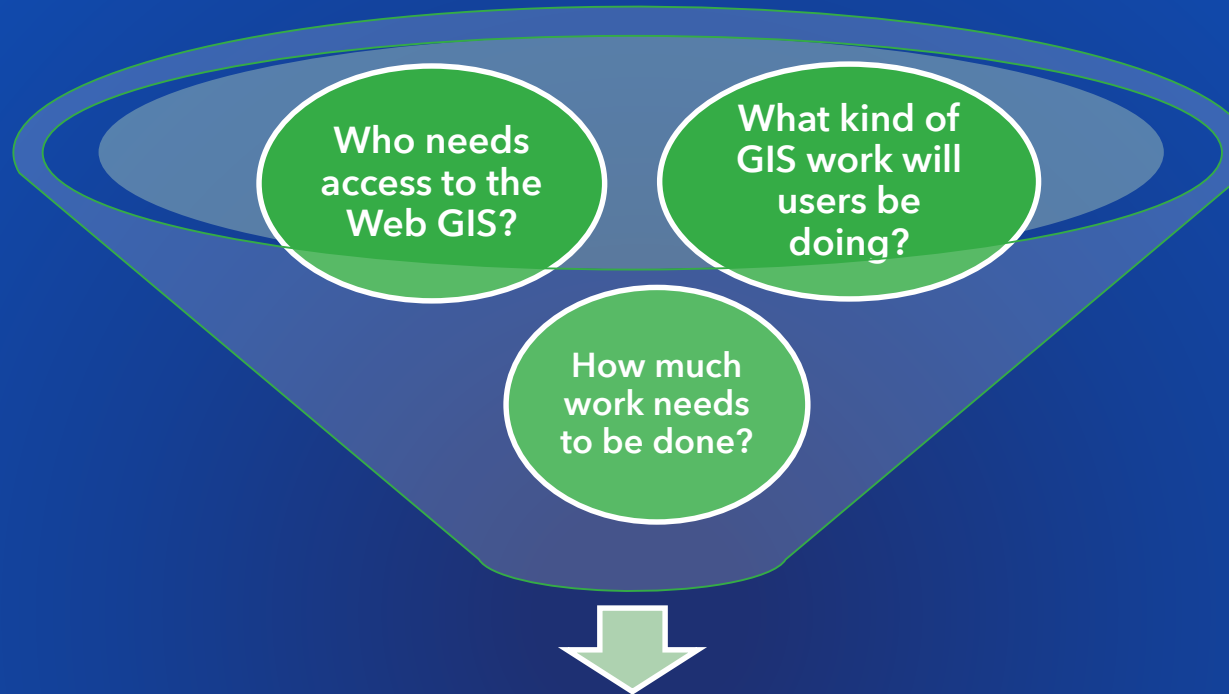 Who needs
access to the
Web GIS?
What kind of
GIS work will
users be
doing?
How much
work needs
to be done?